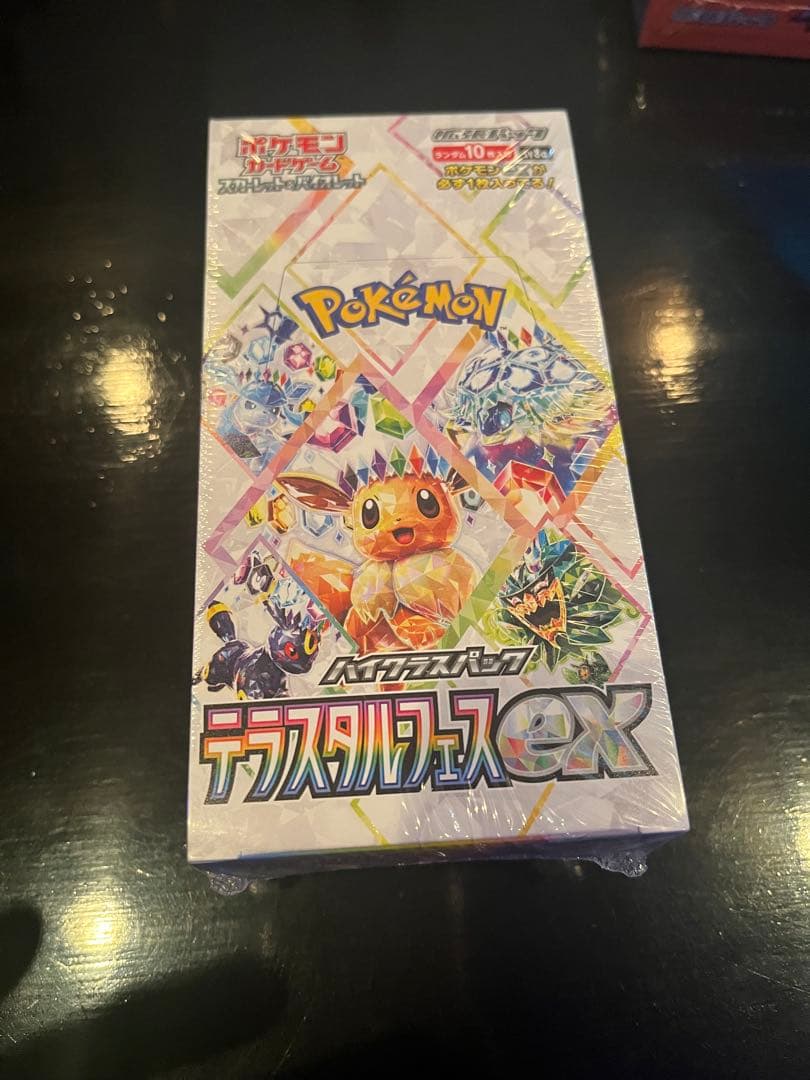 ポケモン
カードゲーム
スカーレット&バイオレット
ランダム10枚入り
ポケモンexが
必ず1枚入ってる!
POKéMON
ハイクラスパック
テラスタル・フェスex